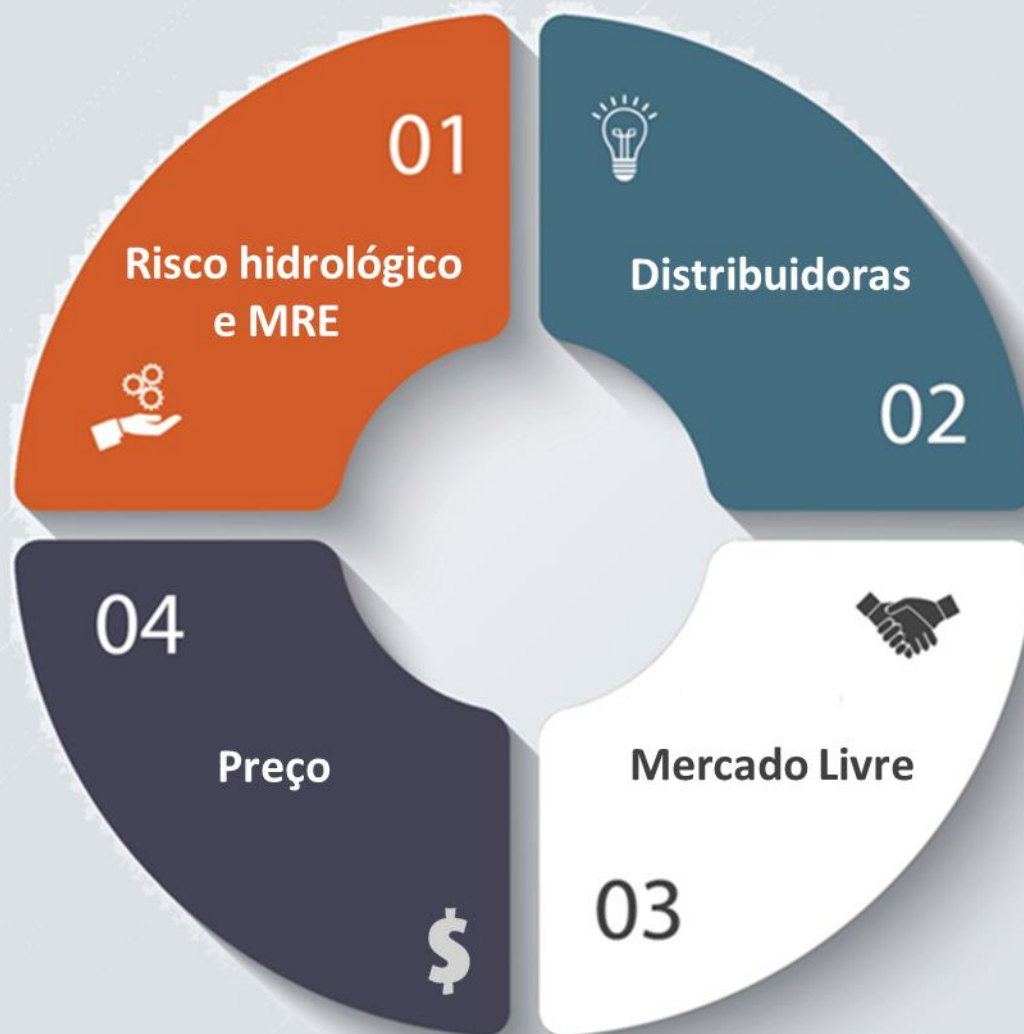 01
Risco hidrológico
e MRE
Distribuidoras
02
Mercado Livre
03
04
Preço
$